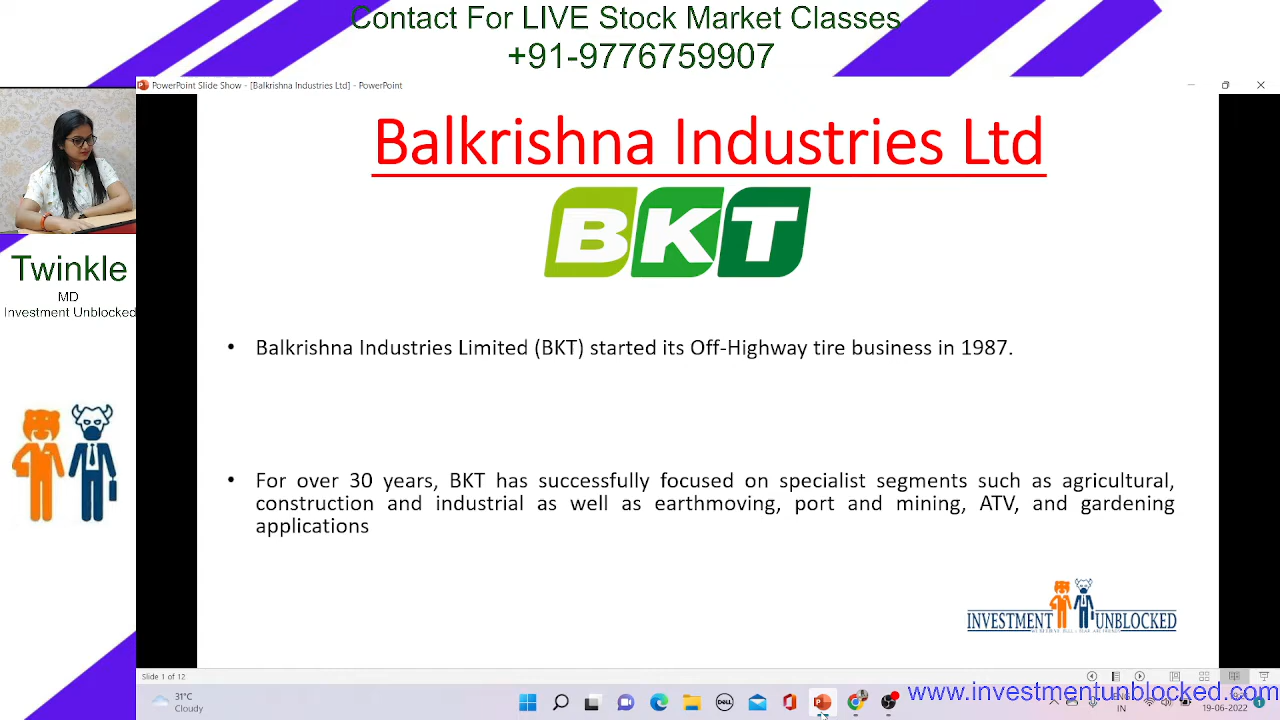 Contact For LIVE Stock Market Classes
+91-9776759907
PowerPoint Slide Show - [Balkrishna Industries Ltd] - PowerPoint
Balkrishna Industries Ltd
BKT
Twinkle
MD
Investment Unblocked
• Balkrishna Industries Limited (BKT) started its Off-Highway tire business in 1987.
• For over 30 years, BKT has successfully focused on specialist segments such as agricultural,
construction and industrial as well as earthmoving, port and mining, ATV, and gardening
applications
INVESTMENT UNBLOCKED
Slide 1 of 12
31°C
Cloudy
DELL
www.investmentunblocked.com
IN
19-06-2022